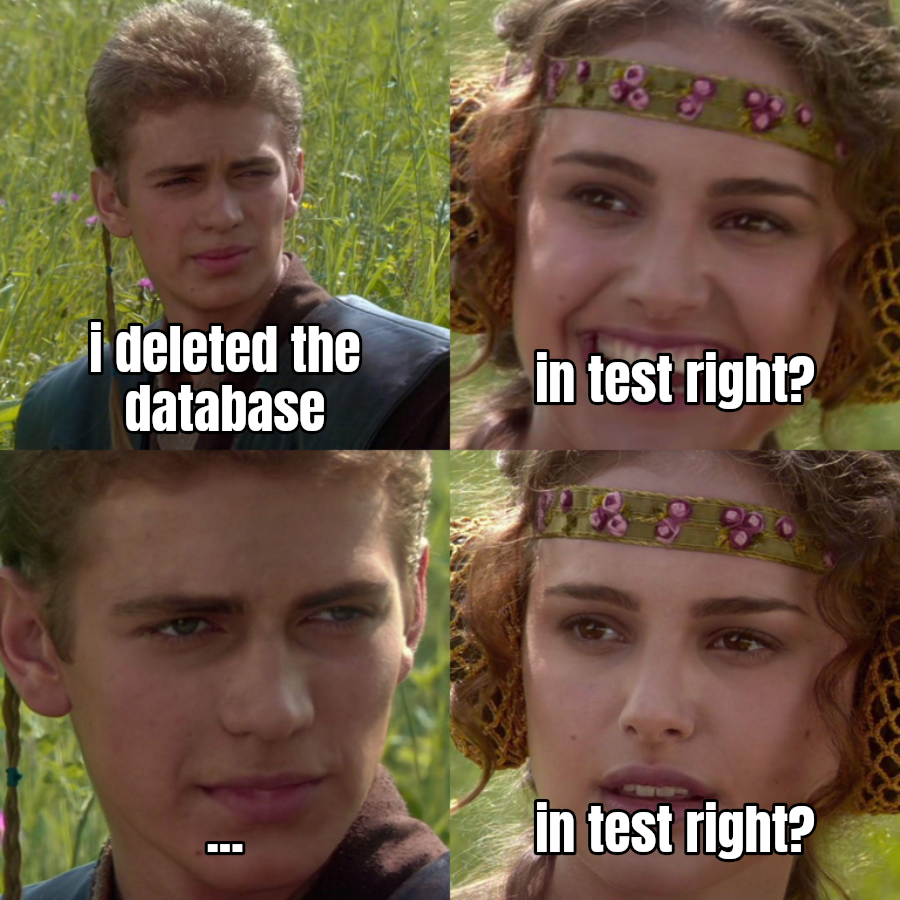 i deleted the
database
in test right?
...
in test right?